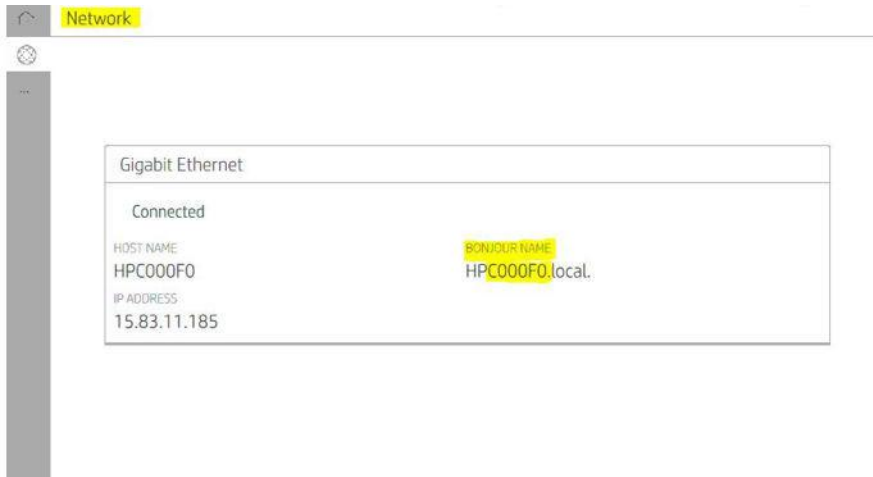 Network
...
Gigabit Ethernet
Connected
HOST NAME
HPC000F0
BONJOUR NAME
HPC000F0.local.
IP ADDRESS
15.83.11.185